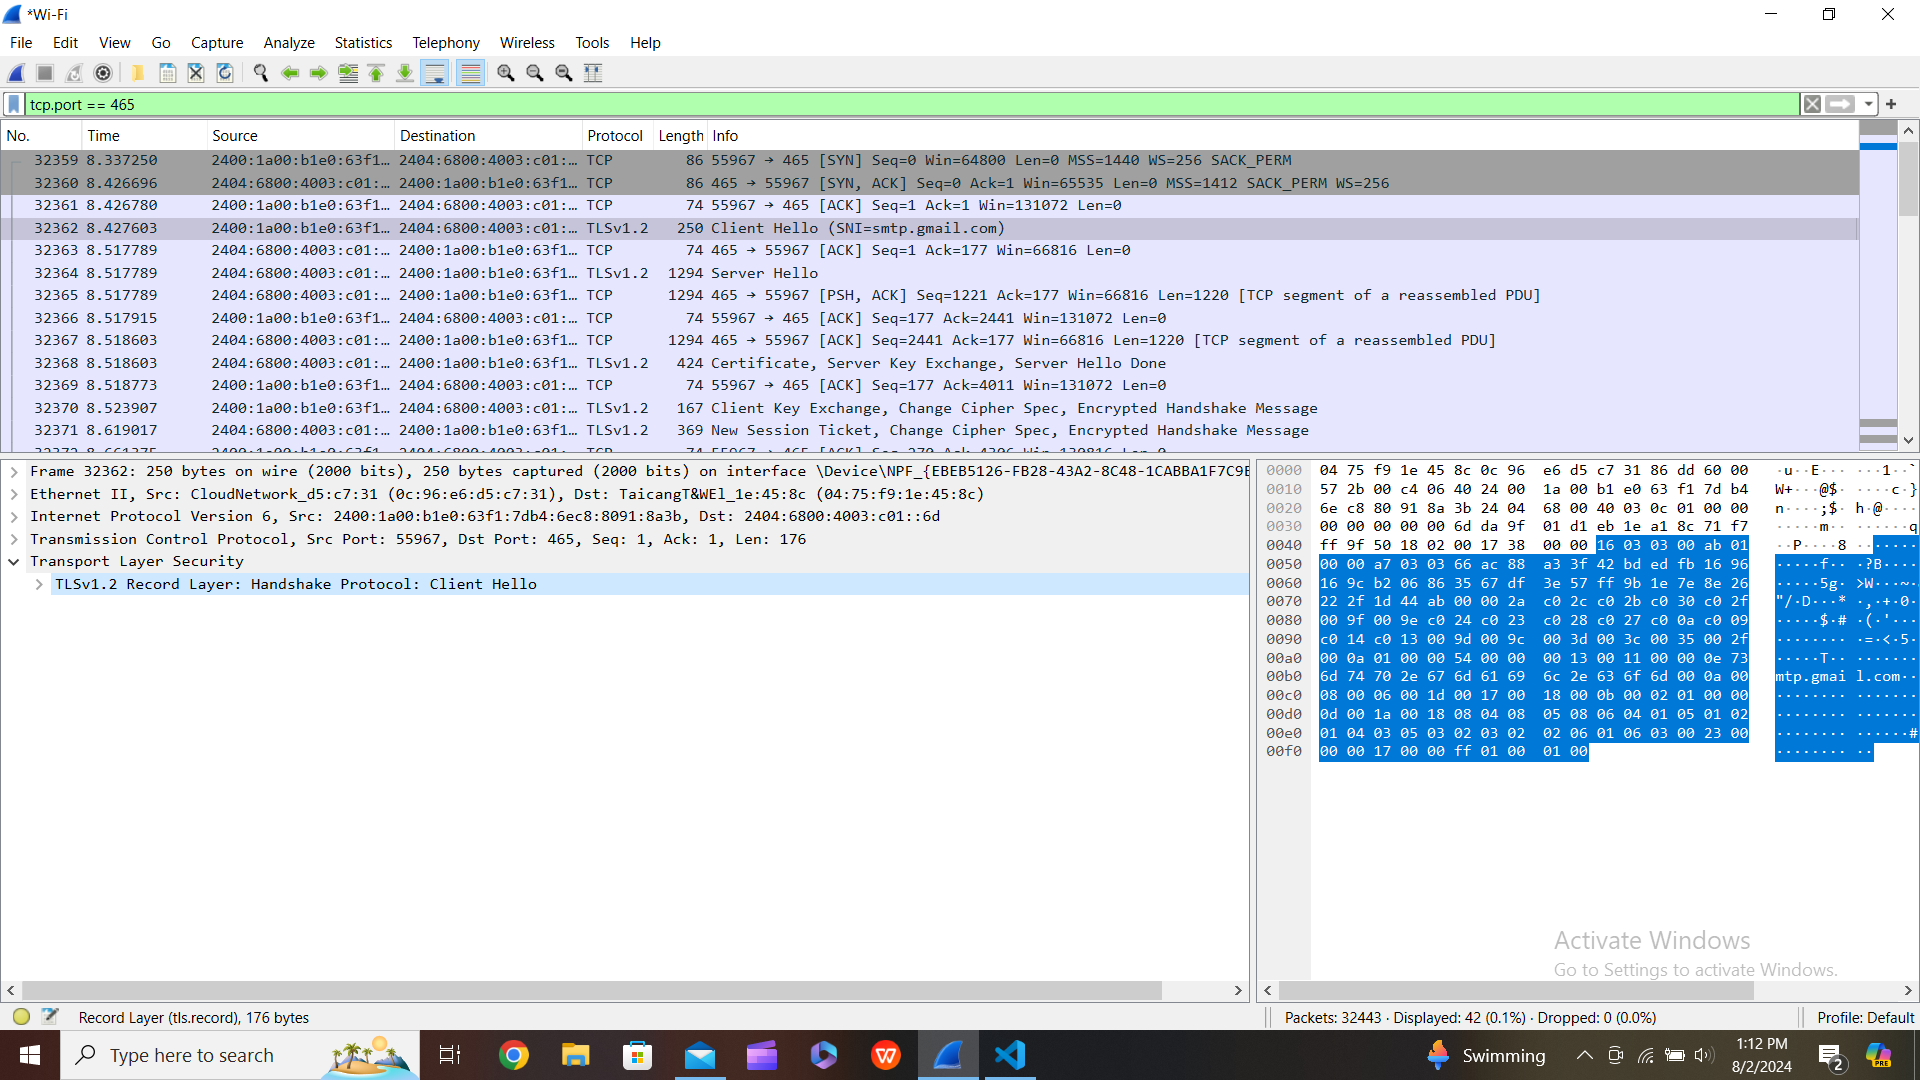 *Wi-Fi
File Edit View Go Capture Analyze Statistics Telephony Wireless Tools Help
tcp.port == 465
No. Time Source Destination Protocol Length Info
32359 8.337250 2400:1a00:b1e0:63f1… 2404:6800:4003:c01:… TCP 86 55967 → 465 [SYN] Seq=0 Win=64800 Len=0 MSS=1440 WS=256 SACK_PERM
32360 8.426696 2404:6800:4003:c01:… 2400:1a00:b1e0:63f1… TCP 86 465 → 55967 [SYN, ACK] Seq=0 Ack=1 Win=65535 Len=0 MSS=1412 SACK_PERM WS=256
32361 8.426780 2400:1a00:b1e0:63f1… 2404:6800:4003:c01:… TCP 74 55967 → 465 [ACK] Seq=1 Ack=1 Win=131072 Len=0
32362 8.427603 2400:1a00:b1e0:63f1… 2404:6800:4003:c01:… TLSv1.2 250 Client Hello (SNI=smtp.gmail.com)
32363 8.517789 2404:6800:4003:c01:… 2400:1a00:b1e0:63f1… TCP 74 465 → 55967 [ACK] Seq=1 Ack=177 Win=66816 Len=0
32364 8.517789 2404:6800:4003:c01:… 2400:1a00:b1e0:63f1… TLSv1.2 1294 Server Hello
32365 8.517789 2404:6800:4003:c01:… 2400:1a00:b1e0:63f1… TCP 1294 465 → 55967 [PSH, ACK] Seq=1221 Ack=177 Win=66816 Len=1220 [TCP segment of a reassembled PDU]
32366 8.517915 2400:1a00:b1e0:63f1… 2404:6800:4003:c01:… TCP 74 55967 → 465 [ACK] Seq=177 Ack=2441 Win=131072 Len=0
32367 8.518603 2404:6800:4003:c01:… 2400:1a00:b1e0:63f1… TCP 1294 465 → 55967 [ACK] Seq=2441 Ack=177 Win=66816 Len=1220 [TCP segment of a reassembled PDU]
32368 8.518603 2404:6800:4003:c01:… 2400:1a00:b1e0:63f1… TLSv1.2 424 Certificate, Server Key Exchange, Server Hello Done
32369 8.518773 2400:1a00:b1e0:63f1… 2404:6800:4003:c01:… TCP 74 55967 → 465 [ACK] Seq=177 Ack=4011 Win=131072 Len=0
32370 8.523907 2400:1a00:b1e0:63f1… 2404:6800:4003:c01:… TLSv1.2 167 Client Key Exchange, Change Cipher Spec, Encrypted Handshake Message
32371 8.619017 2404:6800:4003:c01:… 2400:1a00:b1e0:63f1… TLSv1.2 369 New Session Ticket, Change Cipher Spec, Encrypted Handshake Message
Frame 32362: 250 bytes on wire (2000 bits), 250 bytes captured (2000 bits) on interface \Device\NPF_{EBEB5126-FB28-43A2-8C48-1CABBA1F7C9E
Ethernet II, Src: CloudNetwork_d5:c7:31 (0c:96:e6:d5:c7:31), Dst: TaicangT&WEl_1e:45:8c (04:75:f9:1e:45:8c)
Internet Protocol Version 6, Src: 2400:1a00:b1e0:63f1:7db4:6ec8:8091:8a3b, Dst: 2404:6800:4003:c01::6d
Transmission Control Protocol, Src Port: 55967, Dst Port: 465, Seq: 1, Ack: 1, Len: 176
Transport Layer Security
TLSv1.2 Record Layer: Handshake Protocol: Client Hello
0000 04 75 f9 1e 45 8c 0c 96 e6 d5 c7 31 86 dd 60 00 ·u··E··· ···1··`·
0010 57 2b 00 c4 06 40 24 00 1a 00 b1 e0 63 f1 7d b4 W+···@$· ····c·}·
0020 6e c8 80 91 8a 3b 24 04 68 00 40 03 0c 01 00 00 n····;$· h·@·····
0030 00 00 00 00 00 6d da 9f 01 d1 eb 1e a1 8c 71 f7 ·····m·· ······q·
0040 ff 9f 50 18 02 00 17 38 00 00 16 03 03 00 ab 01 ··P····8 ········
0050 00 00 a7 03 03 66 ac 88 a3 3f 42 bd ed fb 16 96 ·····f·· ·?B·····
0060 16 9c b2 06 86 35 67 df 3e 57 ff 9b 1e 7e 8e 26 ·····5g· >W···~·&
0070 22 2f 1d 44 ab 00 00 2a c0 2c c0 2b c0 30 c0 2f "/·D···* ·,·+·0·/
0080 00 9f 00 9e c0 24 c0 23 c0 28 c0 27 c0 0a c0 09 ·····$·# ·(·'····
0090 c0 14 c0 13 00 9d 00 9c 00 3d 00 3c 00 35 00 2f ········ ·=·<·5·/
00a0 00 0a 01 00 00 54 00 00 00 13 00 11 00 00 0e 73 ·····T·· ·······s
00b0 6d 74 70 2e 67 6d 61 69 6c 2e 63 6f 6d 00 0a 00 mtp.gmai l.com···
00c0 08 00 06 00 1d 00 17 00 18 00 0b 00 02 01 00 00 ········ ········
00d0 0d 00 1a 00 18 08 04 08 05 08 06 04 01 05 01 02 ········ ········
00e0 01 04 03 05 03 02 03 02 02 06 01 06 03 00 23 00 ········ ······#·
00f0 00 00 17 00 00 ff 01 00 01 00 ········ ··
Activate Windows
Go to Settings to activate Windows.
Record Layer (tls.record), 176 bytes
Packets: 32443 · Displayed: 42 (0.1%) · Dropped: 0 (0.0%)
Profile: Default
Type here to search
Swimming
1:12 PM
8/2/2024
2
PRE